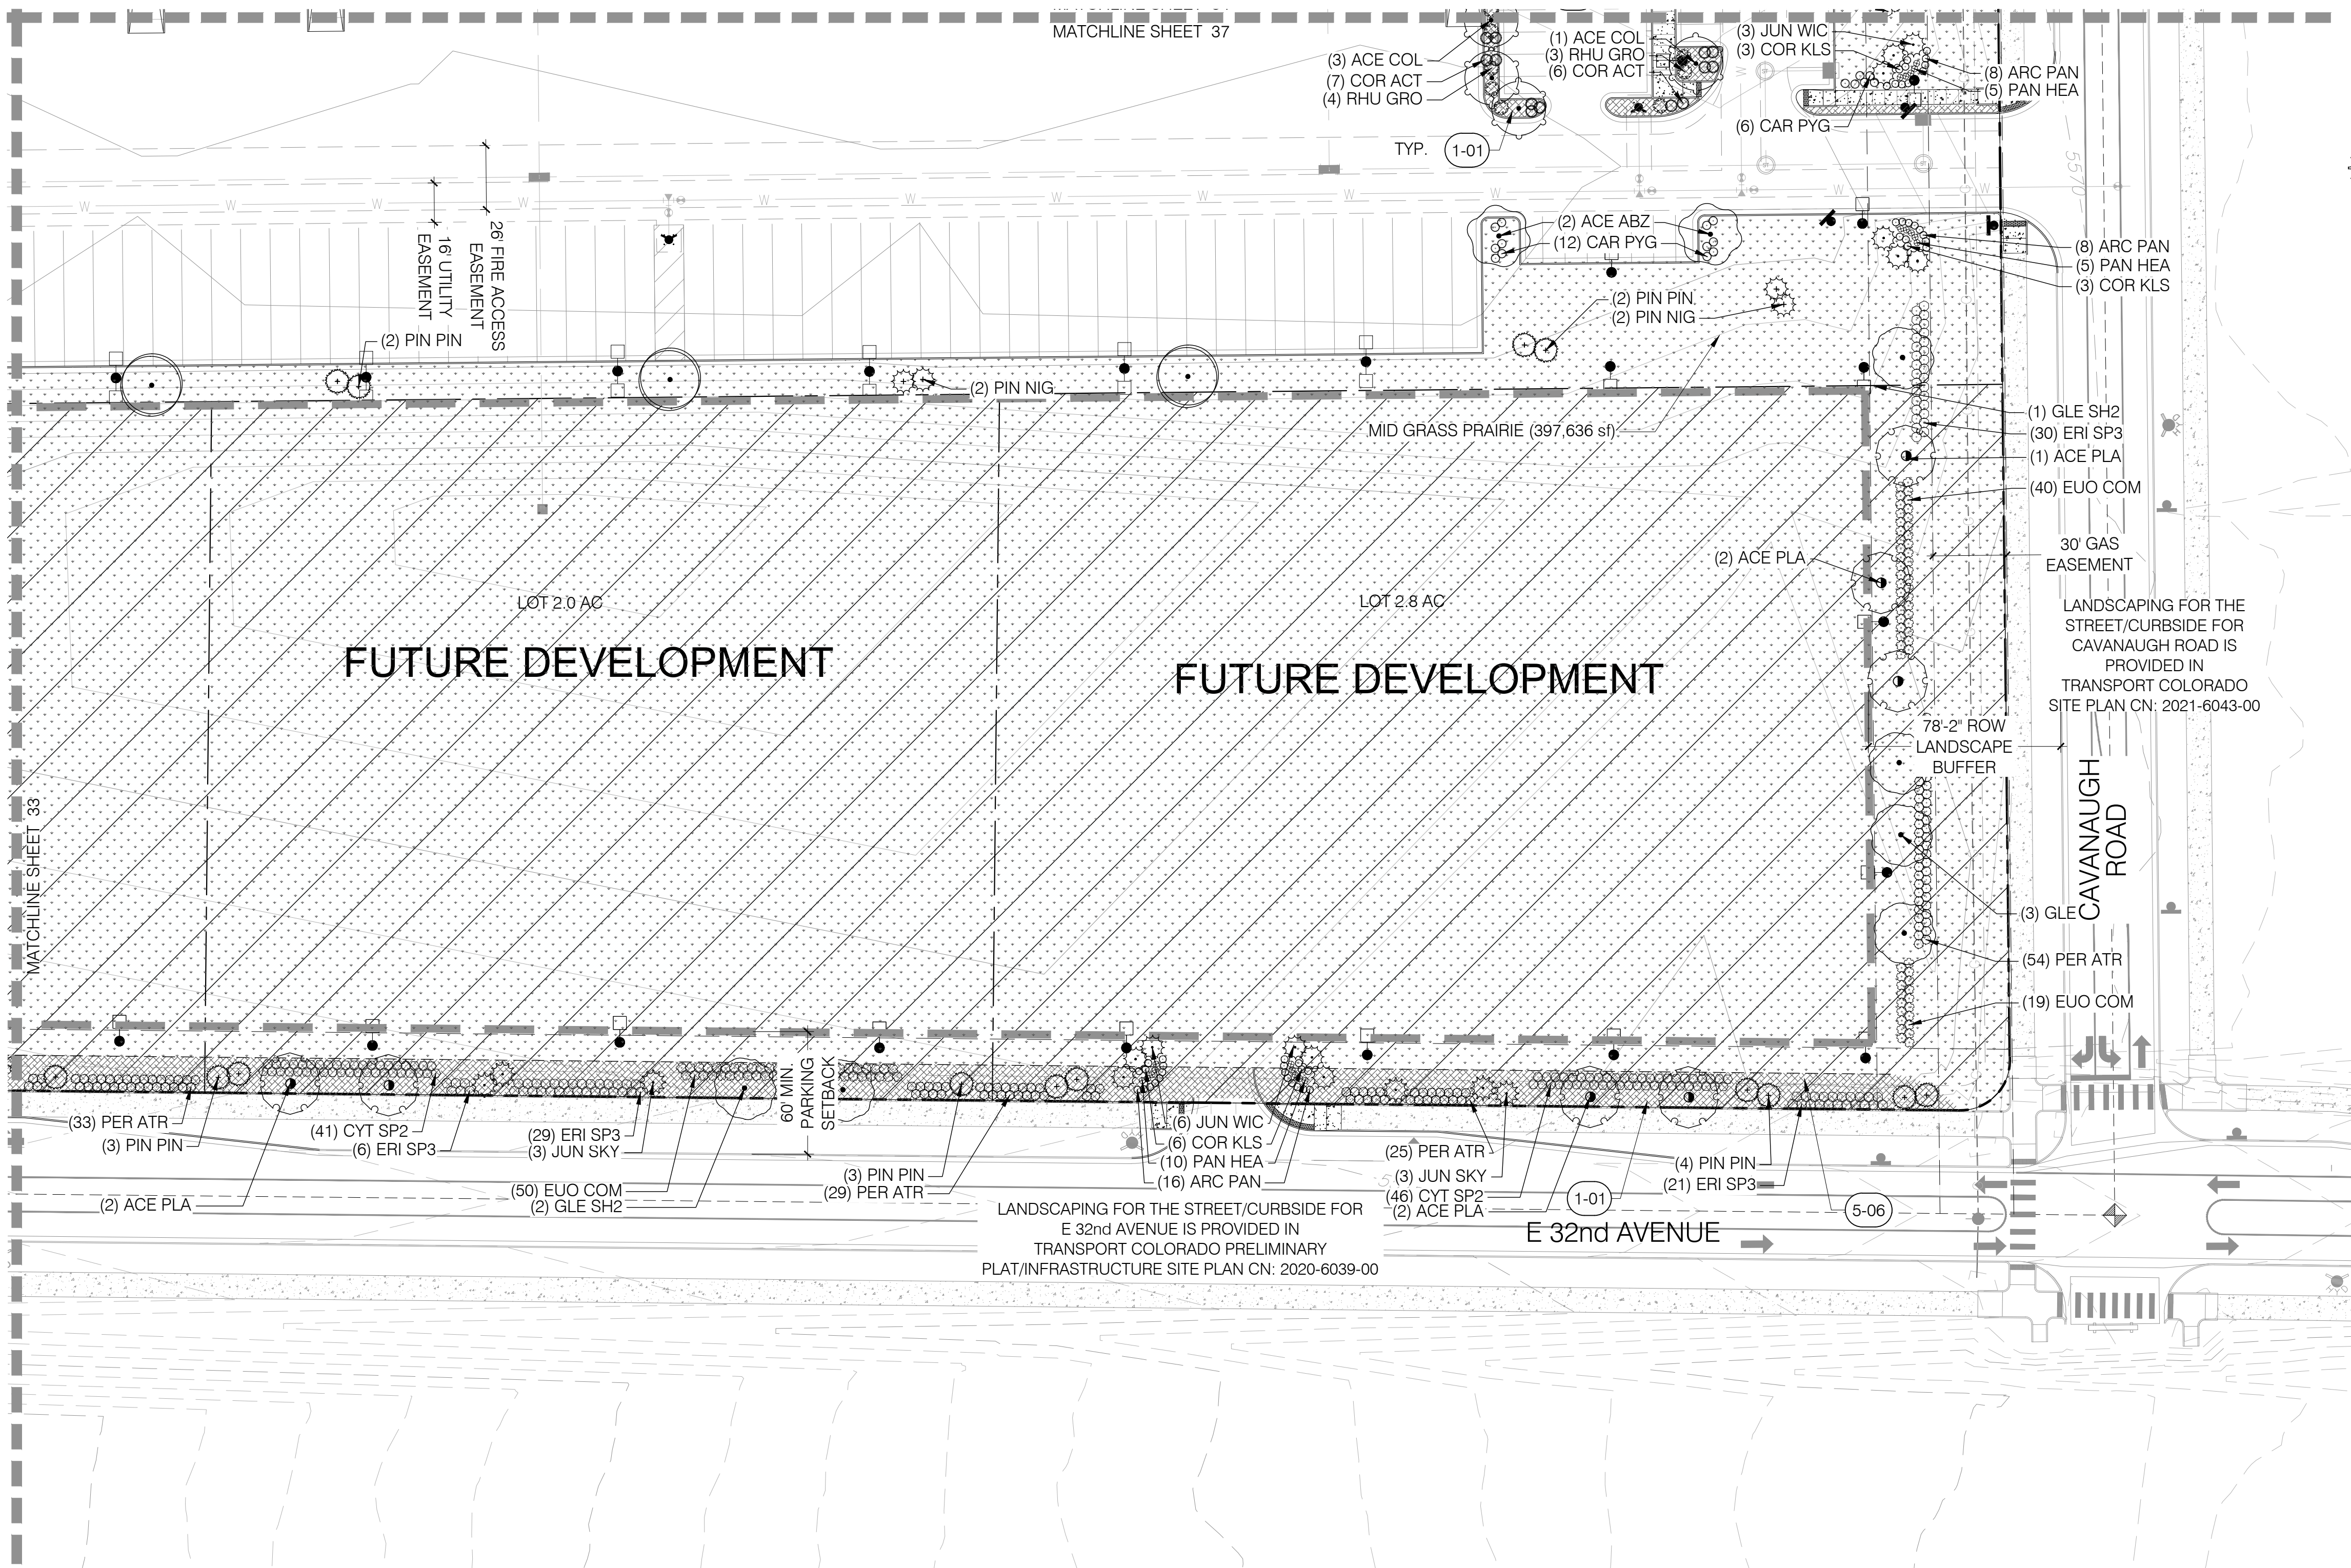 MATCHLINE SHEET 37
(3) ACE COL
(7) COR ACT
(4) RHU GRO
TYP.
1-01
(1) ACE COL
(3) RHU GRO
(6) COR ACT
(3) JUN WIC
(3) COR KLS
(8) ARC PAN
(5) PAN HEA
(6) CAR PYG
5570
W W W W W W W W W W W W W W
26' FIRE ACCESS
EASEMENT
16' UTILITY
EASEMENT
(2) ACE ABZ
(12) CAR PYG
(8) ARC PAN
(5) PAN HEA
(3) COR KLS
(2) PIN PIN
(2) PIN NIG
(2) PIN PIN
(2) PIN NIG
MID GRASS PRAIRIE (397,636 sf)
(1) GLE SH2
(30) ERI SP3
(1) ACE PLA
(40) EUO COM
(2) ACE PLA
30' GAS
EASEMENT
LOT 2.0 AC
LOT 2.8 AC
FUTURE DEVELOPMENT
FUTURE DEVELOPMENT
LANDSCAPING FOR THE
STREET/CURBSIDE FOR
CAVANAUGH ROAD IS
PROVIDED IN
TRANSPORT COLORADO
SITE PLAN CN: 2021-6043-00
78'-2" ROW
LANDSCAPE
BUFFER
CAVANAUGH
ROAD
MATCHLINE SHEET 33
(3) GLE
(54) PER ATR
(19) EUO COM
60' MIN.
PARKING
SETBACK
(33) PER ATR
(3) PIN PIN
(2) ACE PLA
(41) CYT SP2
(6) ERI SP3
(29) ERI SP3
(3) JUN SKY
(50) EUO COM
(2) GLE SH2
(3) PIN PIN
(29) PER ATR
(6) JUN WIC
(6) COR KLS
(10) PAN HEA
(16) ARC PAN
(25) PER ATR
(3) JUN SKY
(46) CYT SP2
(2) ACE PLA
1-01
(4) PIN PIN
(21) ERI SP3
5-06
LANDSCAPING FOR THE STREET/CURBSIDE FOR
E 32nd AVENUE IS PROVIDED IN
TRANSPORT COLORADO PRELIMINARY
PLAT/INFRASTRUCTURE SITE PLAN CN: 2020-6039-00
E 32nd AVENUE